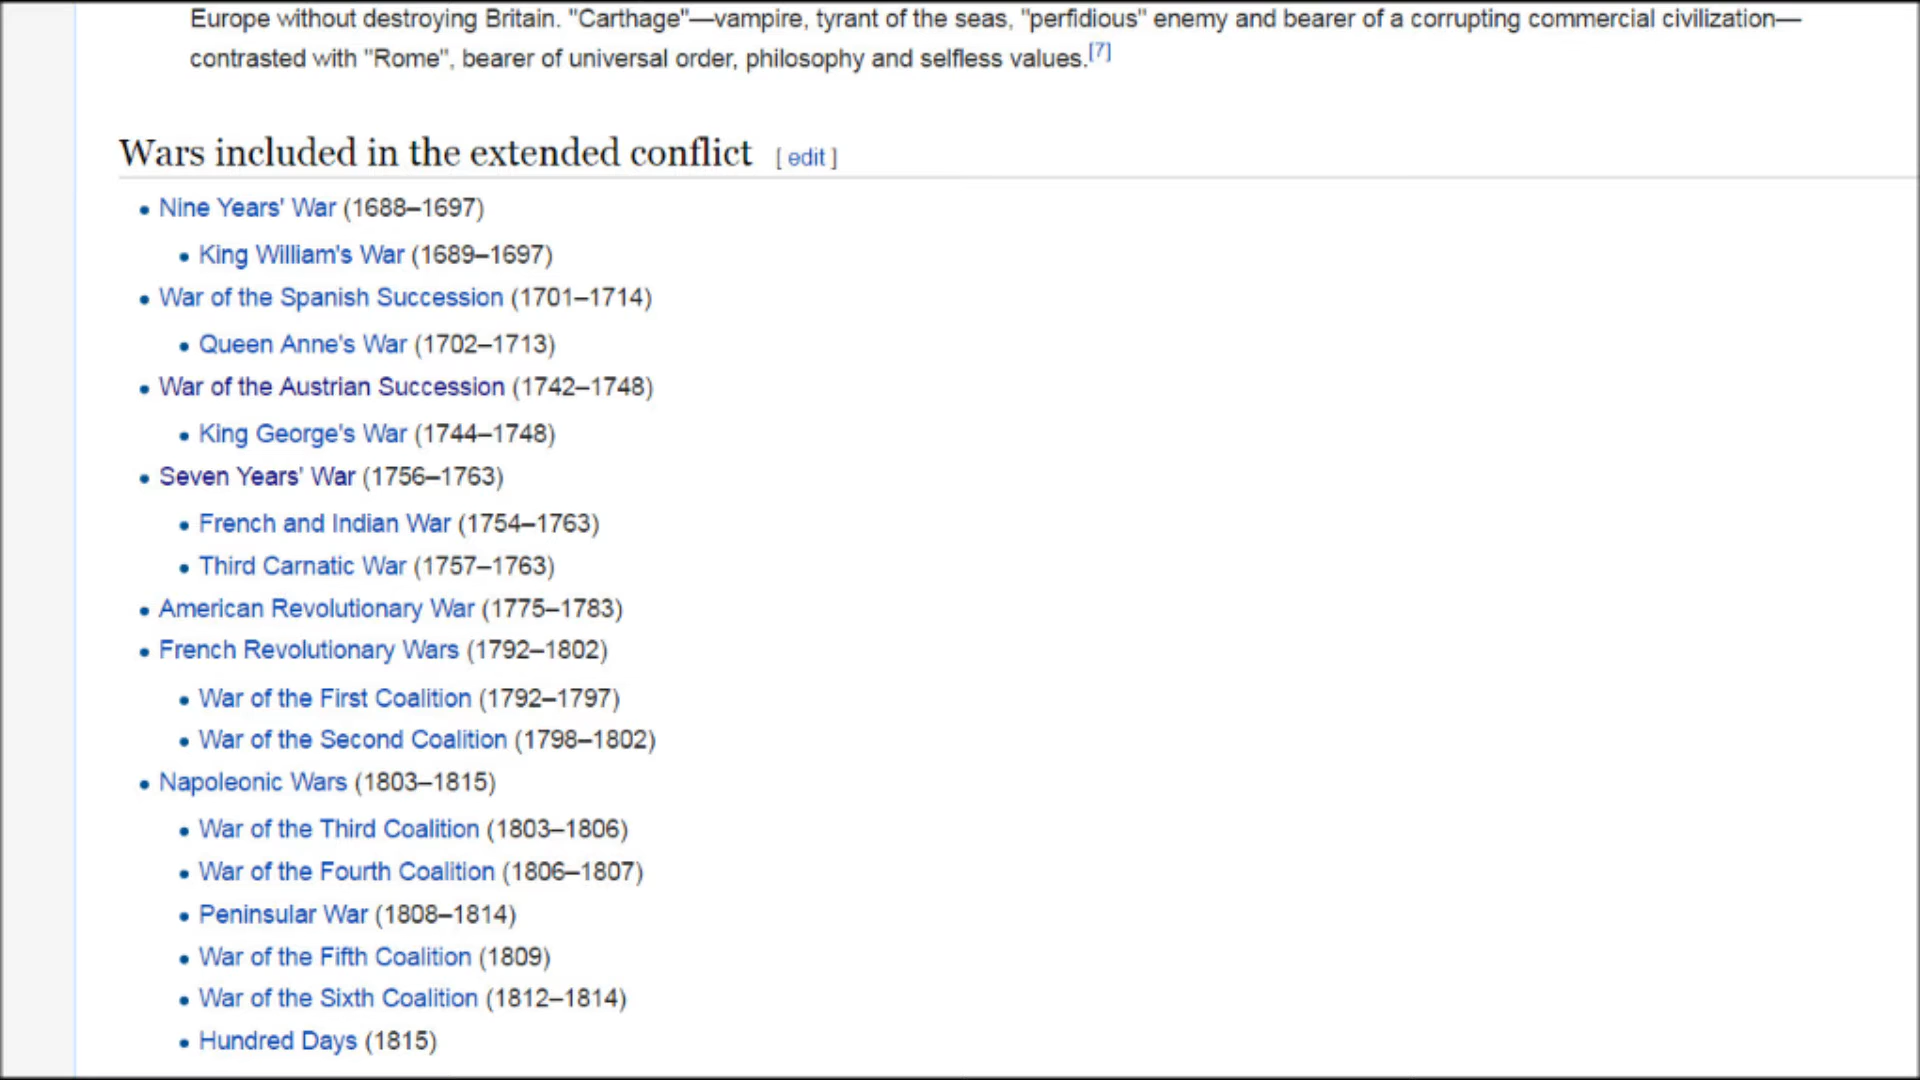 Europe without destroying Britain. "Carthage"—vampire, tyrant of the seas, "perfidious" enemy and bearer of a corrupting commercial civilization—
contrasted with "Rome", bearer of universal order, philosophy and selfless values.[7]
Wars included in the extended conflict [ edit ]
• Nine Years' War (1688–1697)
• King William's War (1689–1697)
• War of the Spanish Succession (1701–1714)
• Queen Anne's War (1702–1713)
• War of the Austrian Succession (1742–1748)
• King George's War (1744–1748)
• Seven Years' War (1756–1763)
• French and Indian War (1754–1763)
• Third Carnatic War (1757–1763)
• American Revolutionary War (1775–1783)
• French Revolutionary Wars (1792–1802)
• War of the First Coalition (1792–1797)
• War of the Second Coalition (1798–1802)
• Napoleonic Wars (1803–1815)
• War of the Third Coalition (1803–1806)
• War of the Fourth Coalition (1806–1807)
• Peninsular War (1808–1814)
• War of the Fifth Coalition (1809)
• War of the Sixth Coalition (1812–1814)
• Hundred Days (1815)